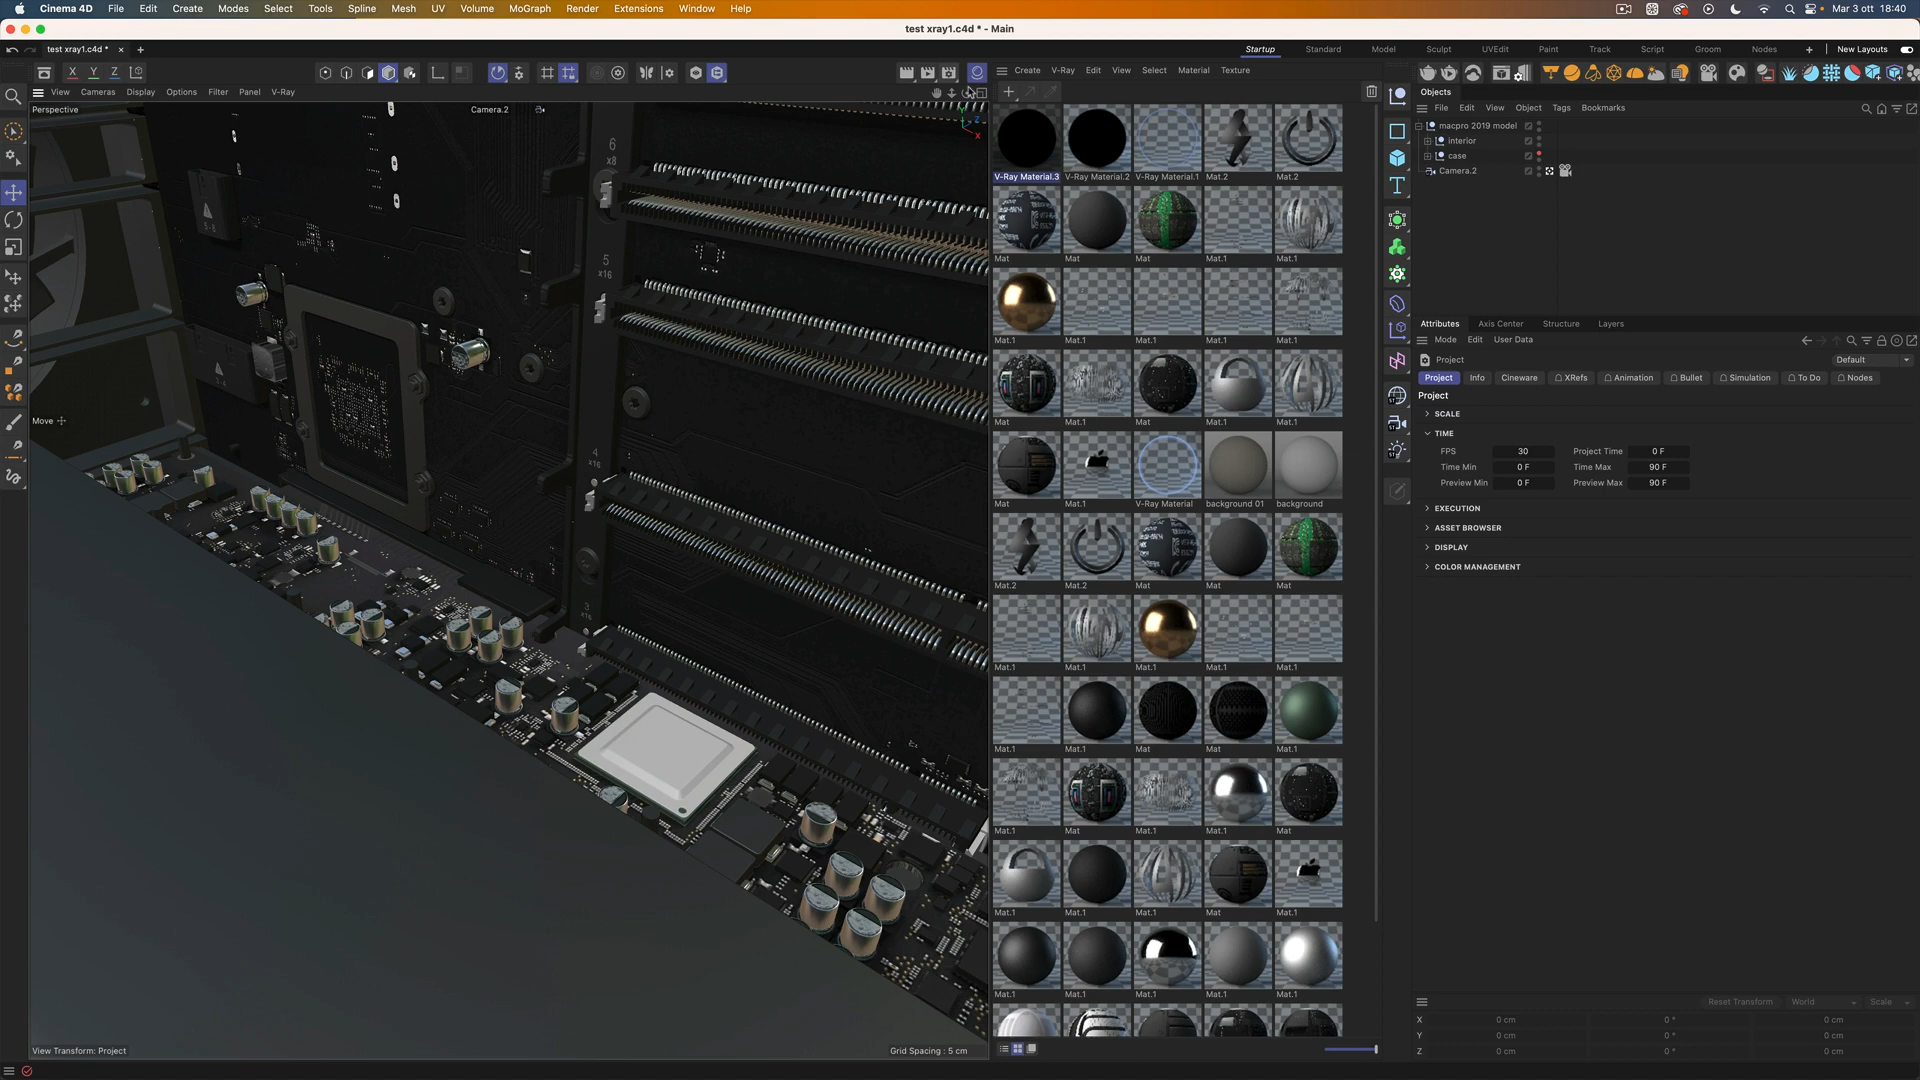 Cinema 4D File Edit Create Modes Select Tools Spline Mesh UV Volume MoGraph Render Extensions Window Help
Mar 3 ott 18:40
test xray1.c4d * - Main
test xray1.c4d *
Startup Standard Model Sculpt UVEdit Paint Track Script Groom Nodes New Layouts
X Y Z
Create V-Ray Edit View Select Material Texture
View Cameras Display Options Filter Panel V-Ray
Perspective
Camera.2
6
x8
5
x16
4
x16
3
x16
Move
View Transform: Project
Grid Spacing : 5 cm
V-Ray Material.3 V-Ray Material.2 V-Ray Material.1 Mat.2 Mat.2
Mat Mat Mat Mat.1 Mat.1
Mat.1 Mat.1 Mat.1 Mat.1 Mat.1
Mat Mat.1 Mat Mat.1 Mat.1
Mat Mat.1 V-Ray Material background 01 background
Mat.2 Mat.2 Mat Mat Mat
Mat.1 Mat.1 Mat.1 Mat.1 Mat.1
Mat.1 Mat.1 Mat Mat Mat.1
Mat.1 Mat Mat.1 Mat.1 Mat
Mat.1 Mat.1 Mat.1 Mat Mat.1
Mat.1 Mat.1 Mat.1 Mat.1 Mat.1
Objects
File Edit View Object Tags Bookmarks
macpro 2019 model
interior
case
Camera.2
Attributes Axis Center Structure Layers
Mode Edit User Data
Project
Default
Project Info Cineware XRefs Animation Bullet Simulation To Do Nodes
Project
SCALE
TIME
FPS 30 Project Time 0 F
Time Min 0 F Time Max 90 F
Preview Min 0 F Preview Max 90 F
EXECUTION
ASSET BROWSER
DISPLAY
COLOR MANAGEMENT
Reset Transform World Scale
X 0 cm 0 ° 0 cm
Y 0 cm 0 ° 0 cm
Z 0 cm 0 ° 0 cm